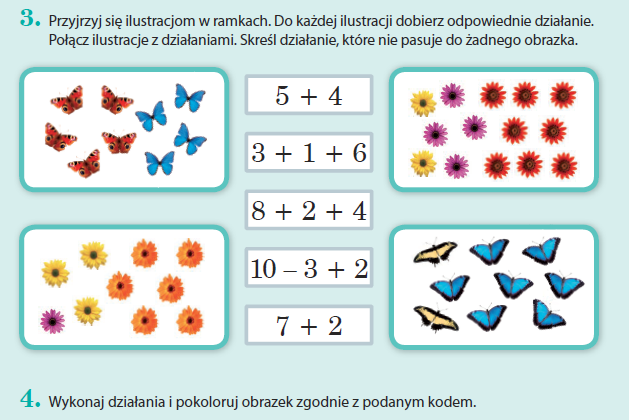 3. Przyjrzyj się ilustracjom w ramkach. Do każdej ilustracji dobierz odpowiednie działanie.
Połącz ilustracje z działaniami. Skreśl działanie, które nie pasuje do żadnego obrazka.
5 + 4
3 + 1 + 6
8 + 2 + 4
10 – 3 + 2
7 + 2
4. Wykonaj działania i pokoloruj obrazek zgodnie z podanym kodem.